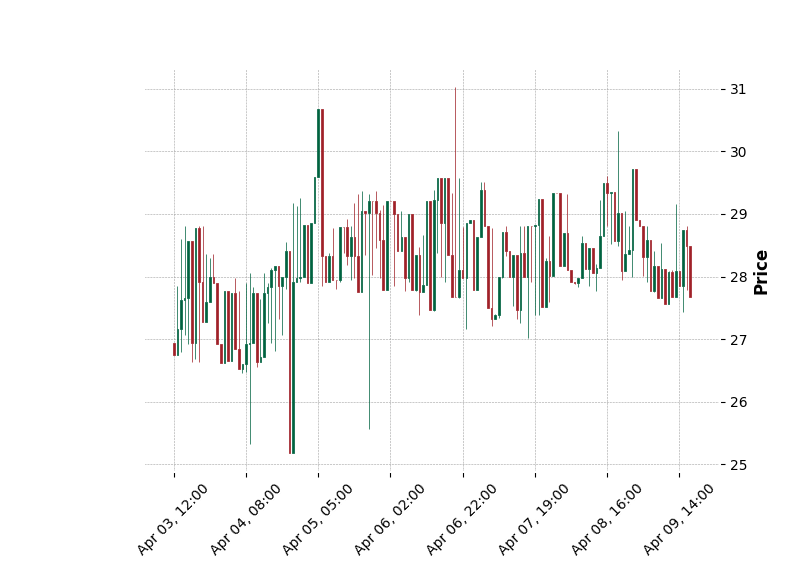 31
30
29
28
27
26
25
Price
Apr 03, 12:00
Apr 04, 08:00
Apr 05, 05:00
Apr 06, 02:00
Apr 06, 22:00
Apr 07, 19:00
Apr 08, 16:00
Apr 09, 14:00